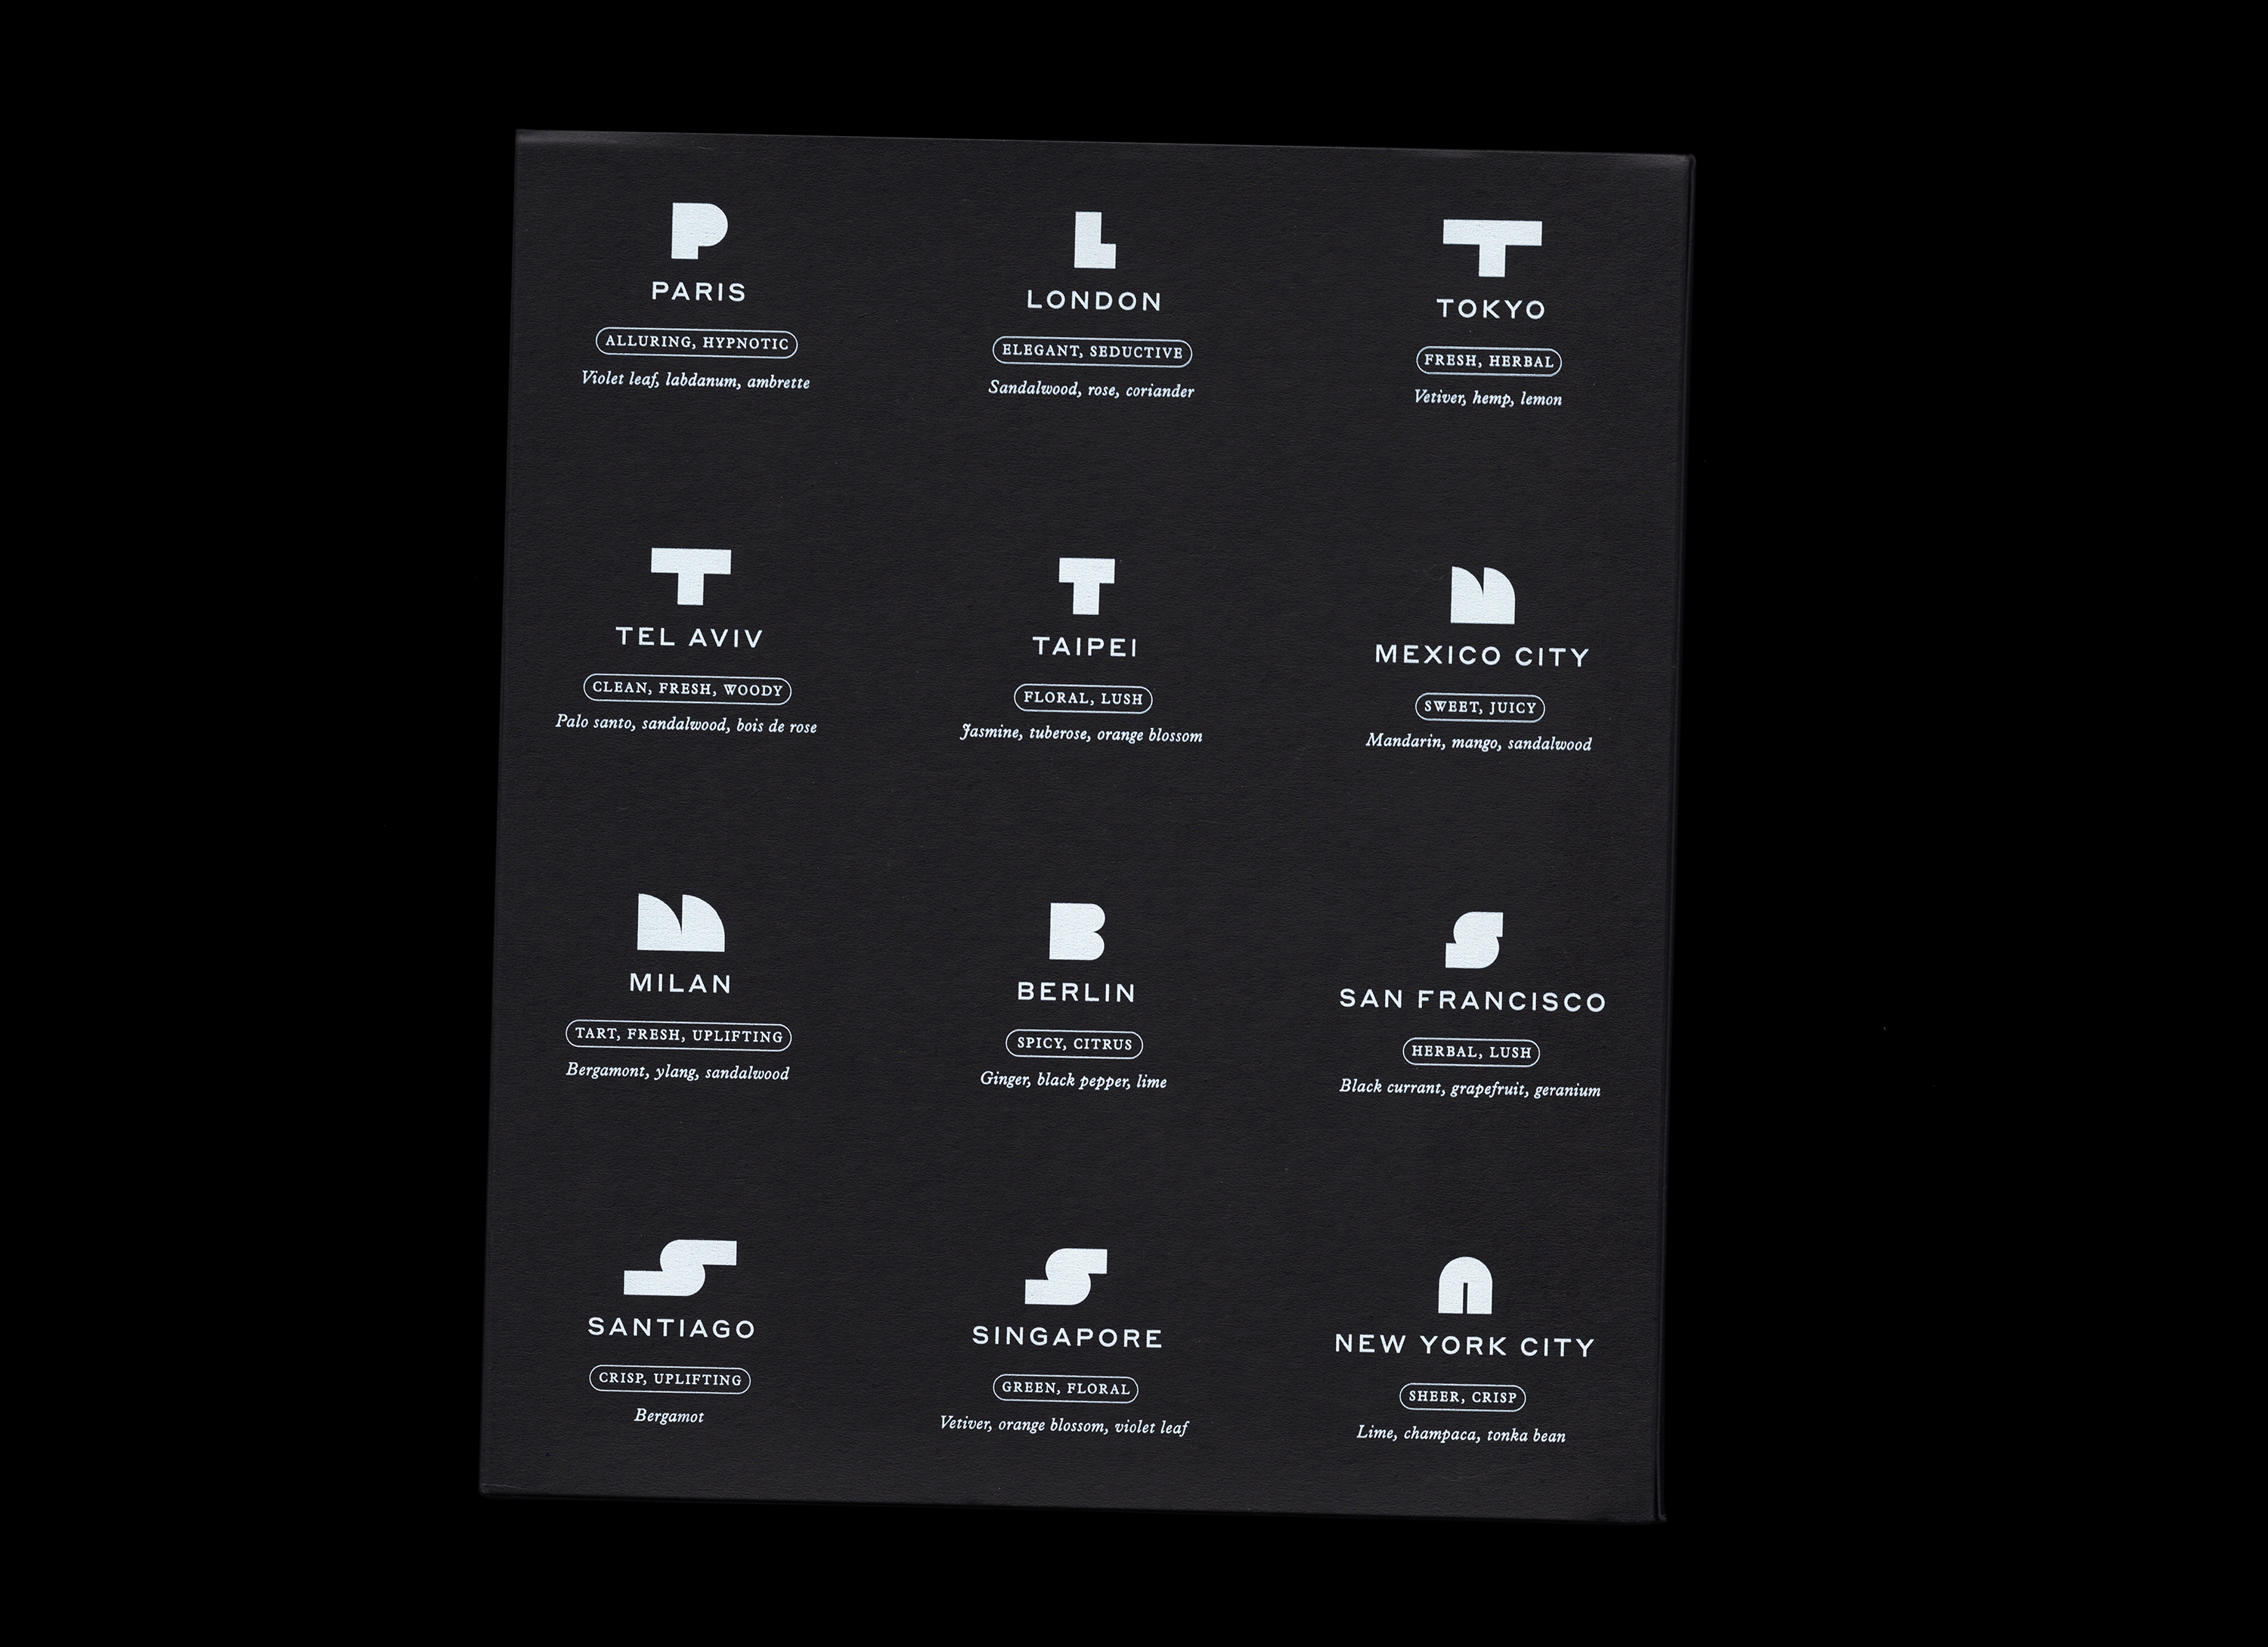 P
PARIS
ALLURING, HYPNOTIC
Violet leaf, labdanum, ambrette
L
LONDON
ELEGANT, SEDUCTIVE
Sandalwood, rose, coriander
T
TOKYO
FRESH, HERBAL
Vetiver, hemp, lemon
T
TEL AVIV
CLEAN, FRESH, WOODY
Palo santo, sandalwood, bois de rose
T
TAIPEI
FLORAL, LUSH
Jasmine, tuberose, orange blossom
M
MEXICO CITY
SWEET, JUICY
Mandarin, mango, sandalwood
M
MILAN
TART, FRESH, UPLIFTING
Bergamont, ylang, sandalwood
B
BERLIN
SPICY, CITRUS
Ginger, black pepper, lime
S
SAN FRANCISCO
HERBAL, LUSH
Black currant, grapefruit, geranium
S
SANTIAGO
CRISP, UPLIFTING
Bergamot
S
SINGAPORE
GREEN, FLORAL
Vetiver, orange blossom, violet leaf
n
NEW YORK CITY
SHEER, CRISP
Lime, champaca, tonka bean